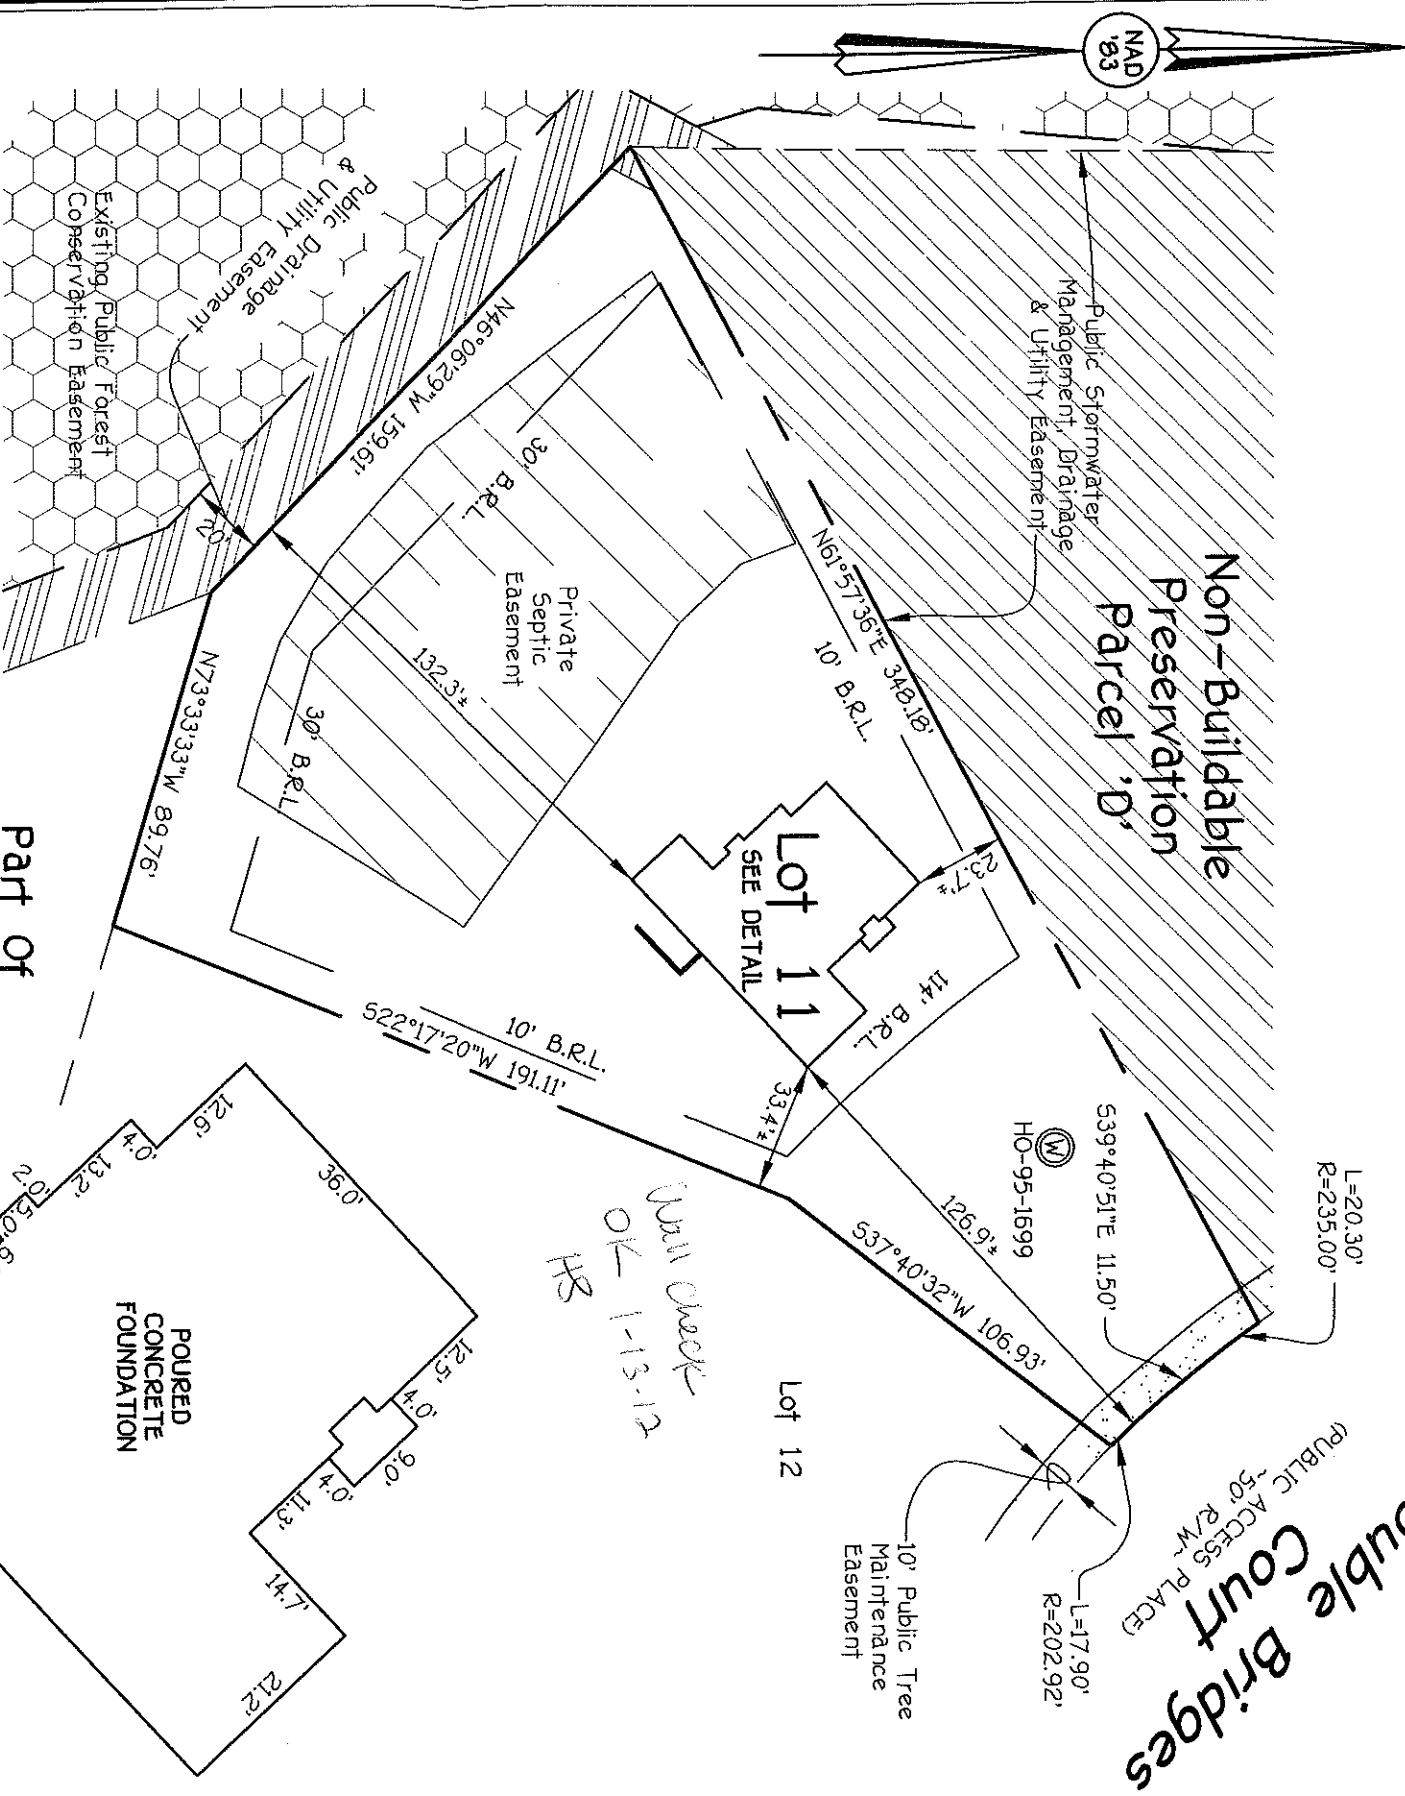 NAD
'83
Non-Buildable
Preservation
Parcel 'D'
Public Stormwater
Management, Drainage
& Utility Easement
Public Drainage
& Utility Easement
Existing Public Forest
Conservation Easement
20'
N46°06'29"W 159.61'
N61°57'36"E 348.18'
10' B.R.L.
30' B.R.L.
Private
Septic
Easement
132.3'±
30' B.R.L.
N73°33'33"W 89.76'
Lot 11
SEE DETAIL
23.7'±
114' B.R.L.
10' B.R.L.
S22°17'20"W 191.11'
33.4'±
W
HO-95-1699
126.9'±
S39°40'51"E 11.50'
S37°40'32"W 106.93'
L=20.30'
R=235.00'
L=17.90'
R=202.92'
10' Public Tree
Maintenance
Easement
Bridges
Court
(PUBLIC ACCESS PLACE)
~50' R/W~
Lot 12
Wall check
OK 1-13-12
HB
Part Of
POURED
CONCRETE
FOUNDATION
36.0'
12.6'
4.0'
13.2'
2.0'
5.0'
12.5'
4.0'
9.0'
4.0'
11.3'
14.7'
21.2'